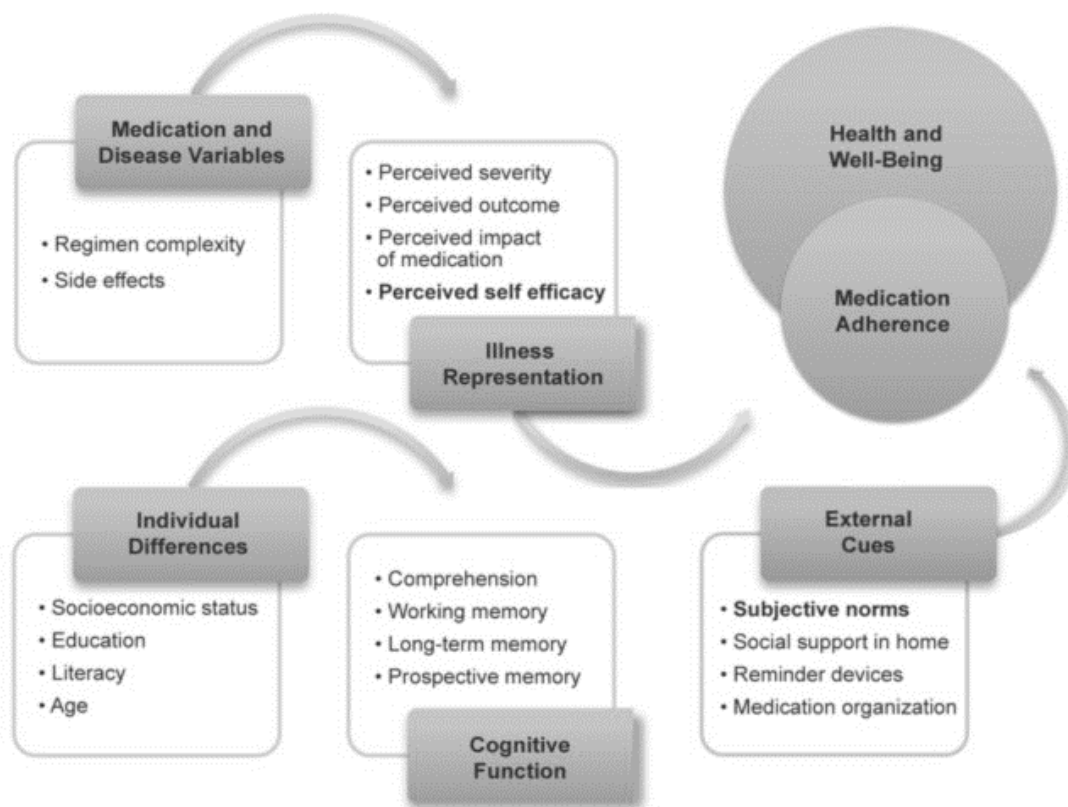 Medication and
Disease Variables
• Regimen complexity
• Side effects
• Perceived severity
• Perceived outcome
• Perceived impact
of medication
• Perceived self efficacy
Illness
Representation
Health and
Well-Being
Medication
Adherence
Individual
Differences
• Socioeconomic status
• Education
• Literacy
• Age
• Comprehension
• Working memory
• Long-term memory
• Prospective memory
Cognitive
Function
External
Cues
• Subjective norms
• Social support in home
• Reminder devices
• Medication organization